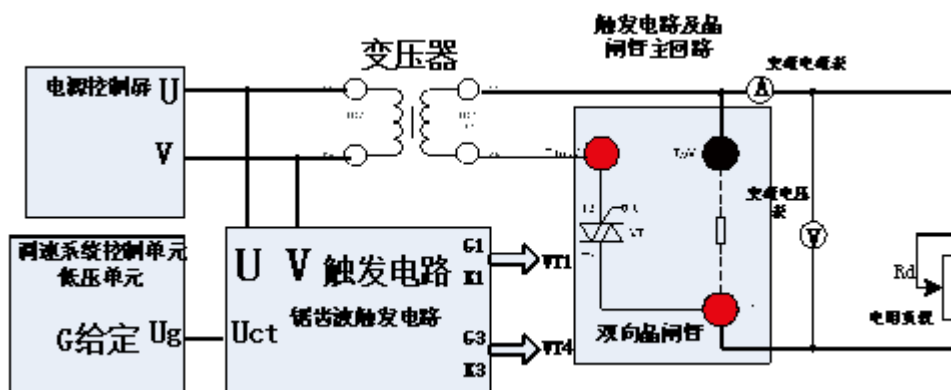 触发电路及晶
闸管主回路
变压器
交流电流表
电源控制屏 U
V
A
交流电压
表
V
调速系统控制单元
低压单元
G给定 Ug
U V 触发电路
锯齿波触发电路
Uct
G1
K1
G3
K3
VT1
VT4
双向晶闸管
Rd
电阻负载